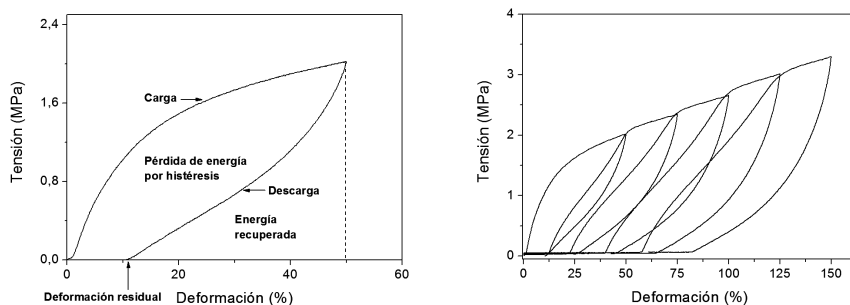 2,4
1,6
0,8
0,0
Tensión (MPa)
Carga
Pérdida de energía
por histéresis
Descarga
Energía
recuperada
0
20
40
60
Deformación residual
Deformación (%)
4
3
2
1
0
Tensión (MPa)
0
25
50
75
100
125
150
Deformación (%)